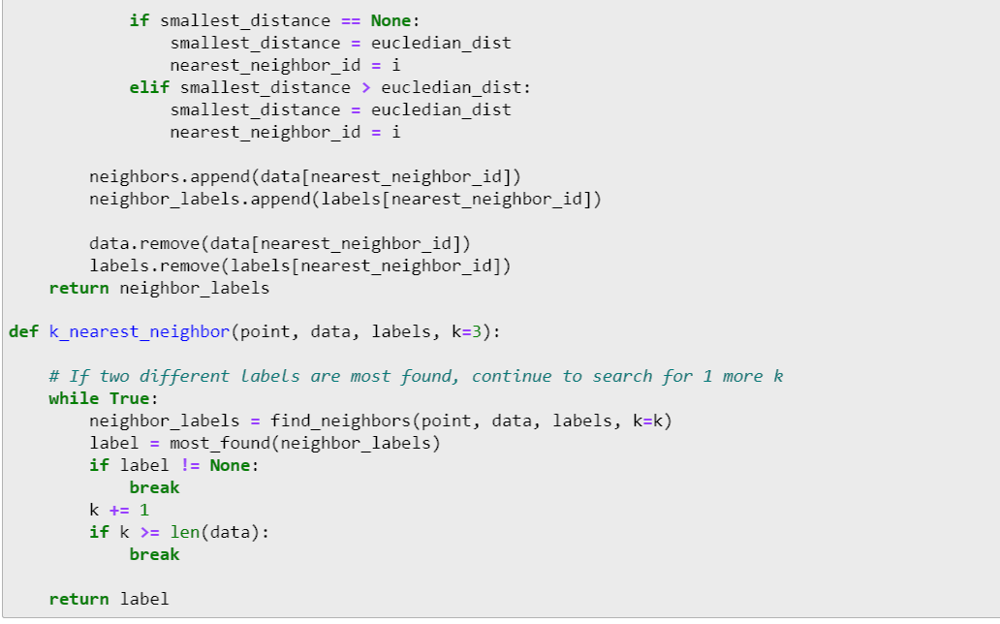 if smallest_distance == None:
                smallest_distance = eucledian_dist
                nearest_neighbor_id = i
            elif smallest_distance > eucledian_dist:
                smallest_distance = eucledian_dist
                nearest_neighbor_id = i

        neighbors.append(data[nearest_neighbor_id])
        neighbor_labels.append(labels[nearest_neighbor_id])

        data.remove(data[nearest_neighbor_id])
        labels.remove(labels[nearest_neighbor_id])
    return neighbor_labels

def k_nearest_neighbor(point, data, labels, k=3):

    # If two different labels are most found, continue to search for 1 more k
    while True:
        neighbor_labels = find_neighbors(point, data, labels, k=k)
        label = most_found(neighbor_labels)
        if label != None:
            break
        k += 1
        if k >= len(data):
            break

    return label